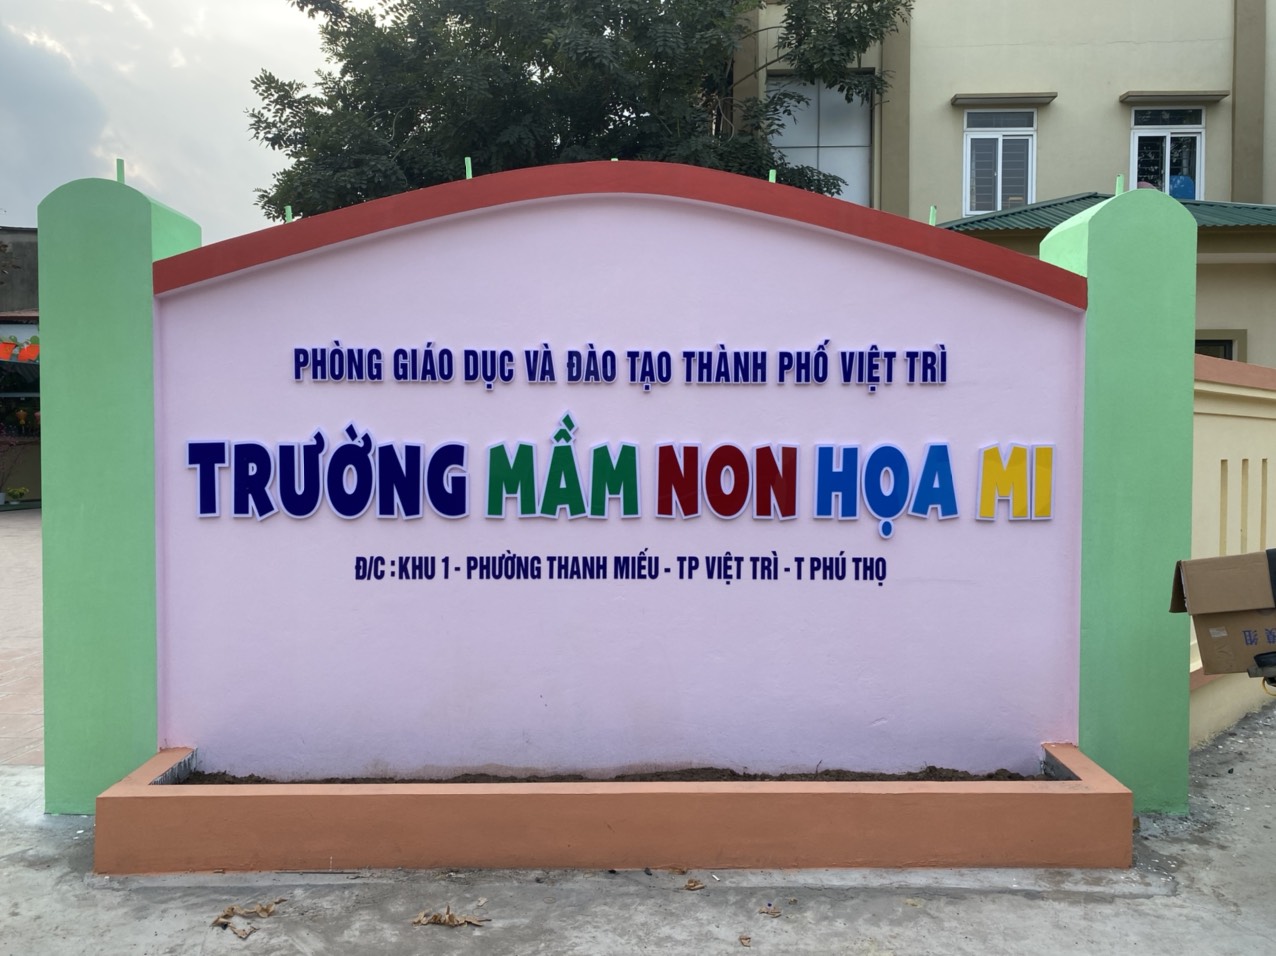 PHÒNG GIÁO DỤC VÀ ĐÀO TẠO THÀNH PHỐ VIỆT TRÌ
TRƯỜNG MẦM NON HỌA MI
Đ/C : KHU 1 - PHƯỜNG THANH MIẾU - TP VIỆT TRÌ - T PHÚ THỌ